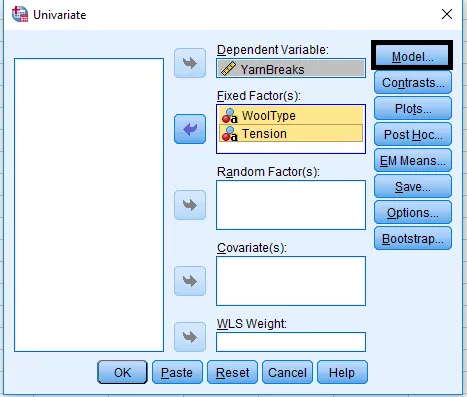 Univariate
Dependent Variable:
YarnBreaks
Fixed Factor(s):
WoolType
Tension
Random Factor(s):
Covariate(s):
WLS Weight:
Model...
Contrasts...
Plots...
Post Hoc...
EM Means...
Save...
Options...
Bootstrap...
OK
Paste
Reset
Cancel
Help